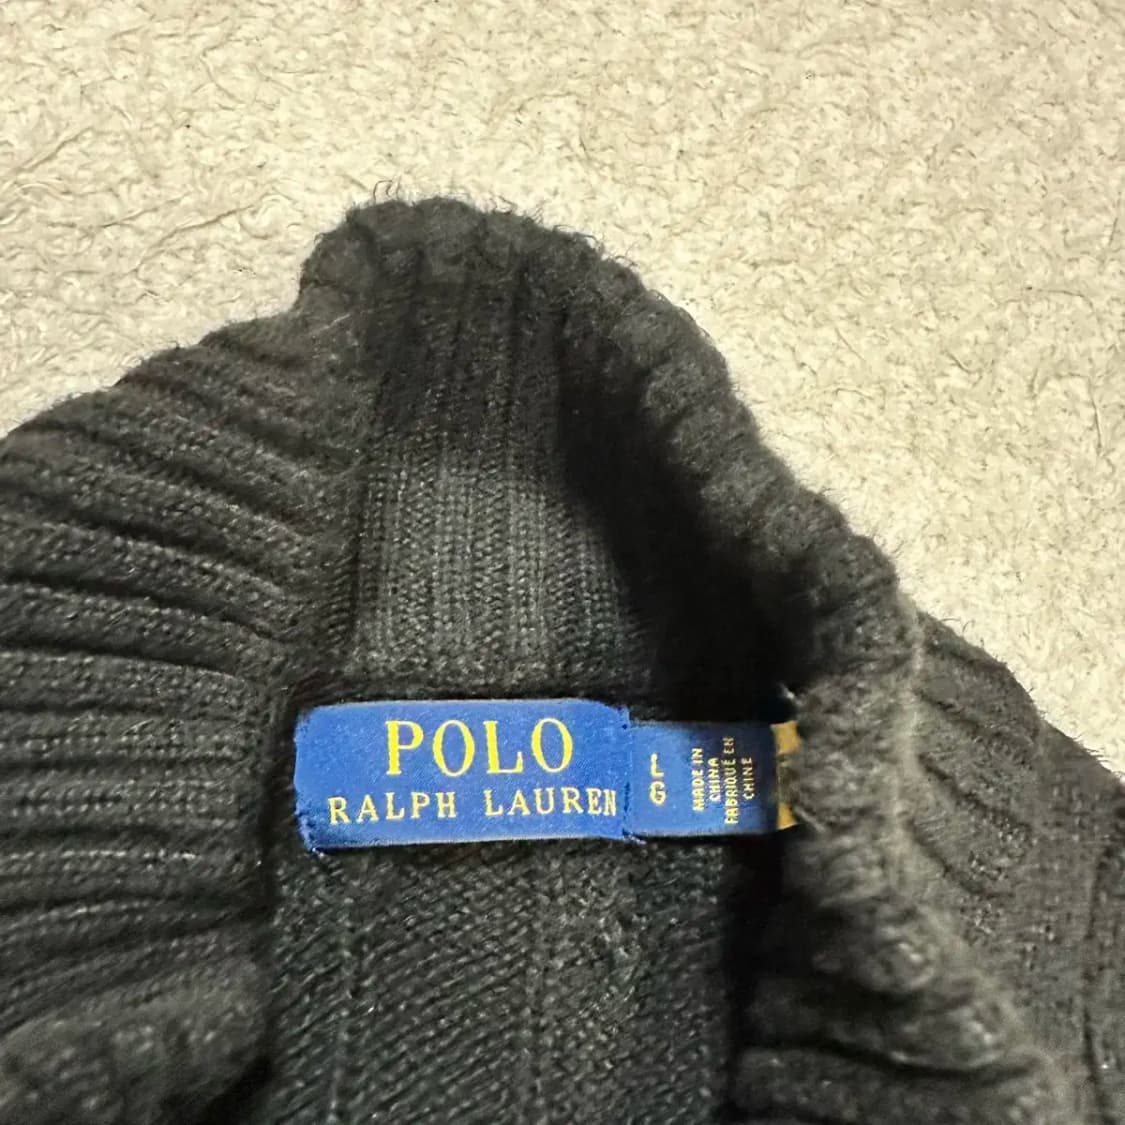 POLO
RALPH LAUREN
L
G
MADE IN
CHINA
FABRIQUÉ EN
CHINE